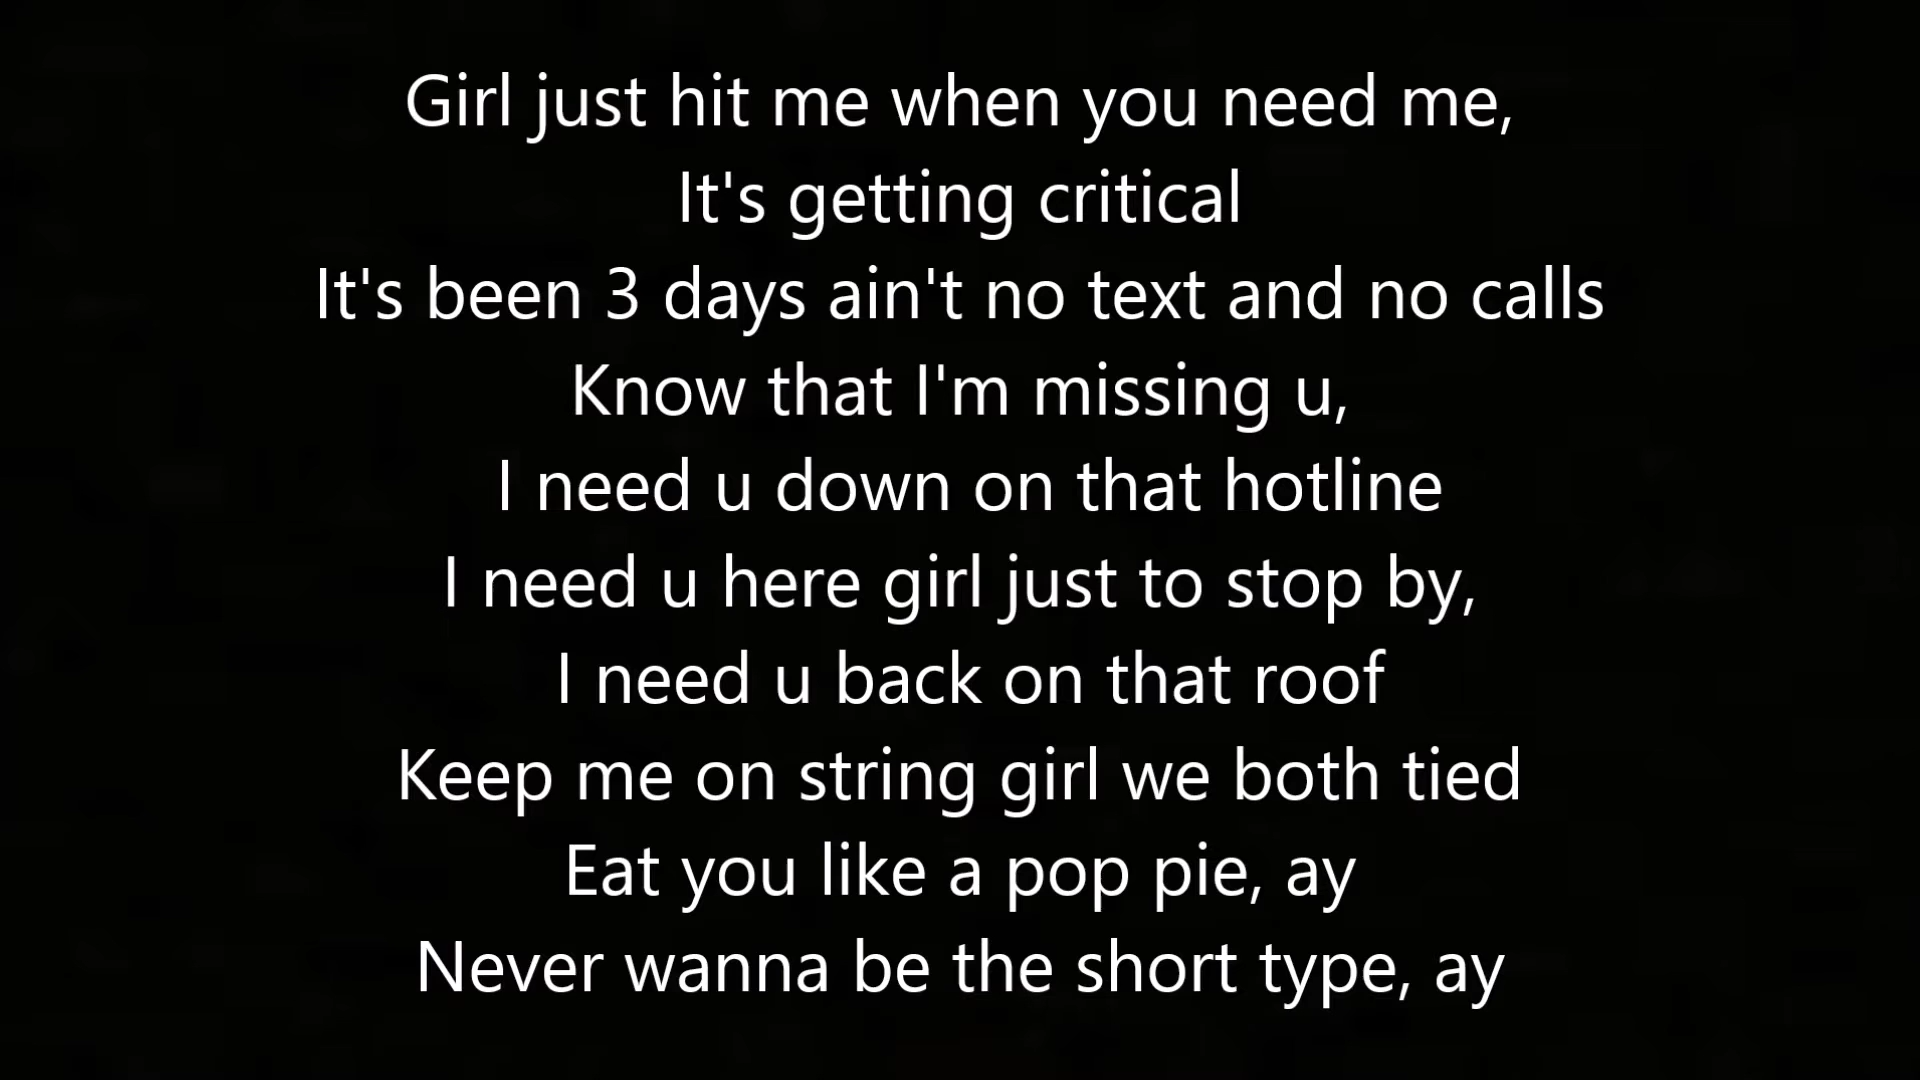 Girl just hit me when you need me,
It's getting critical
It's been 3 days ain't no text and no calls
Know that I'm missing u,
I need u down on that hotline
I need u here girl just to stop by,
I need u back on that roof
Keep me on string girl we both tied
Eat you like a pop pie, ay
Never wanna be the short type, ay